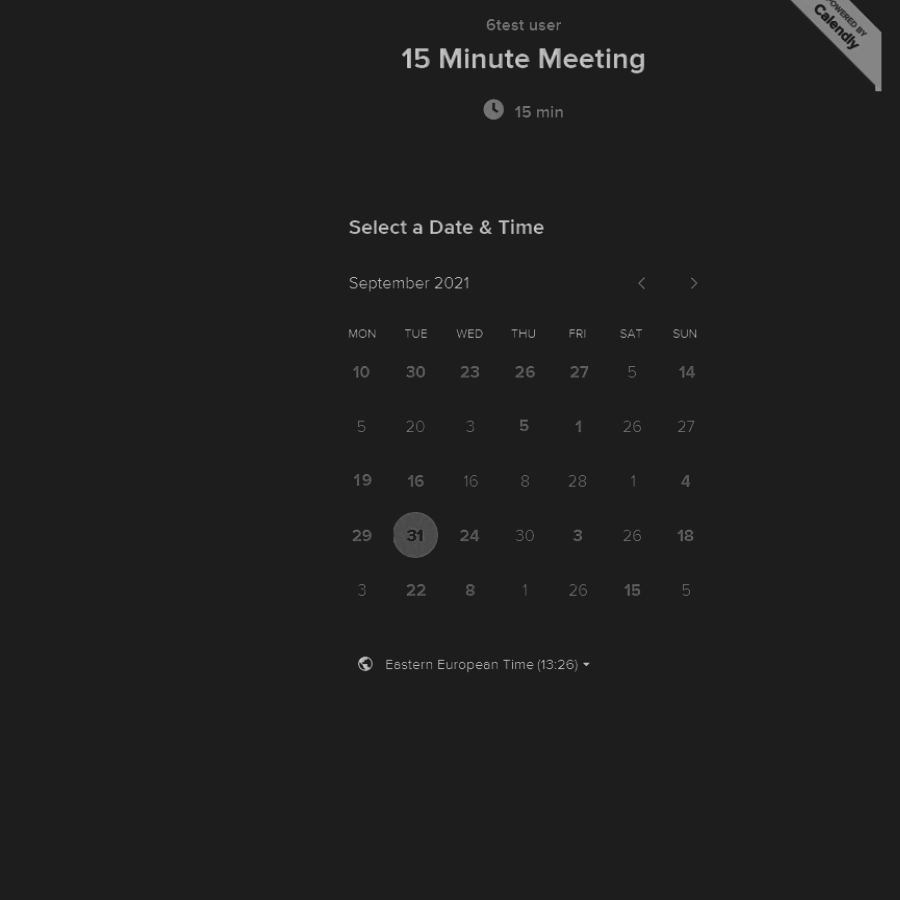 6test user
POWERED BY
Calendly
15 Minute Meeting
15 min
Select a Date & Time
September 2021
MON TUE WED THU FRI SAT SUN
10 30 23 26 27 5 14
5 20 3 5 1 26 27
19 16 16 8 28 1 4
29 31 24 30 3 26 18
3 22 8 1 26 15 5
Eastern European Time (13:26)